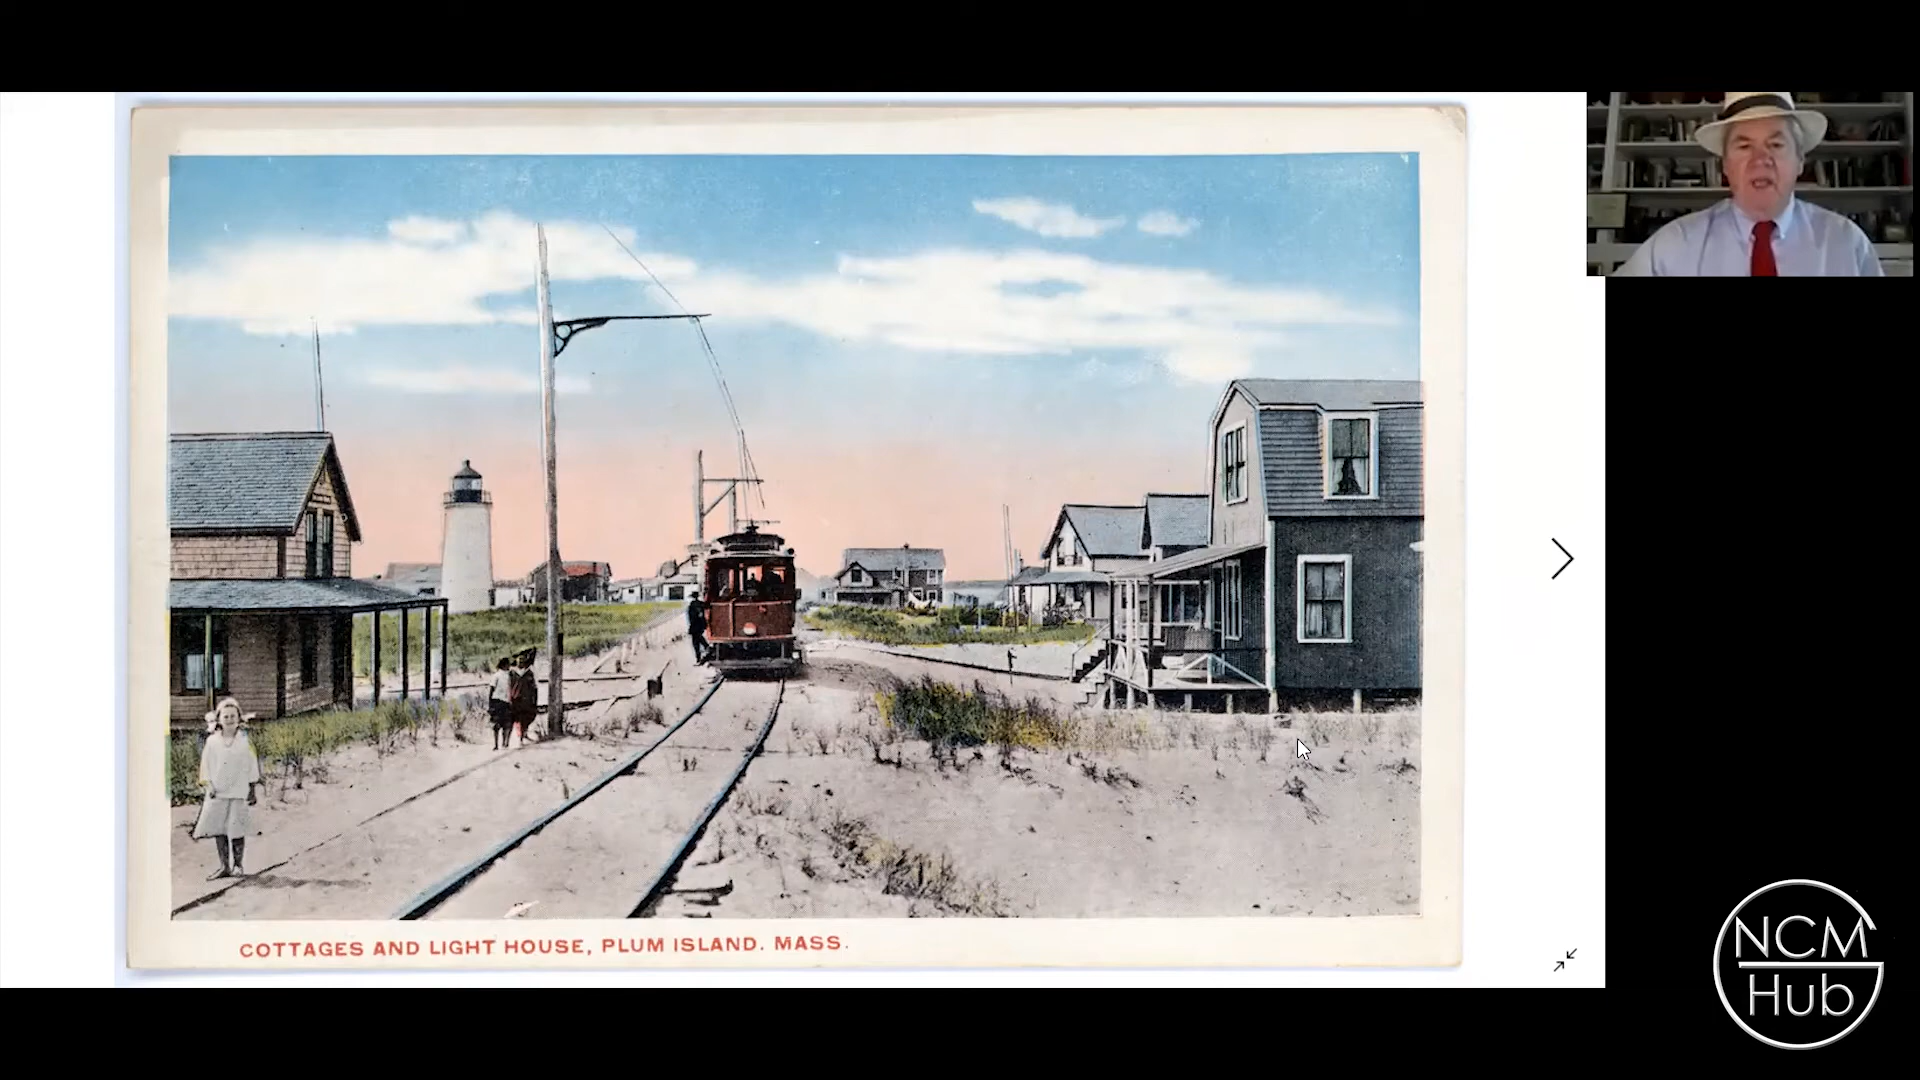 COTTAGES AND LIGHT HOUSE, PLUM ISLAND. MASS.
NCM
Hub